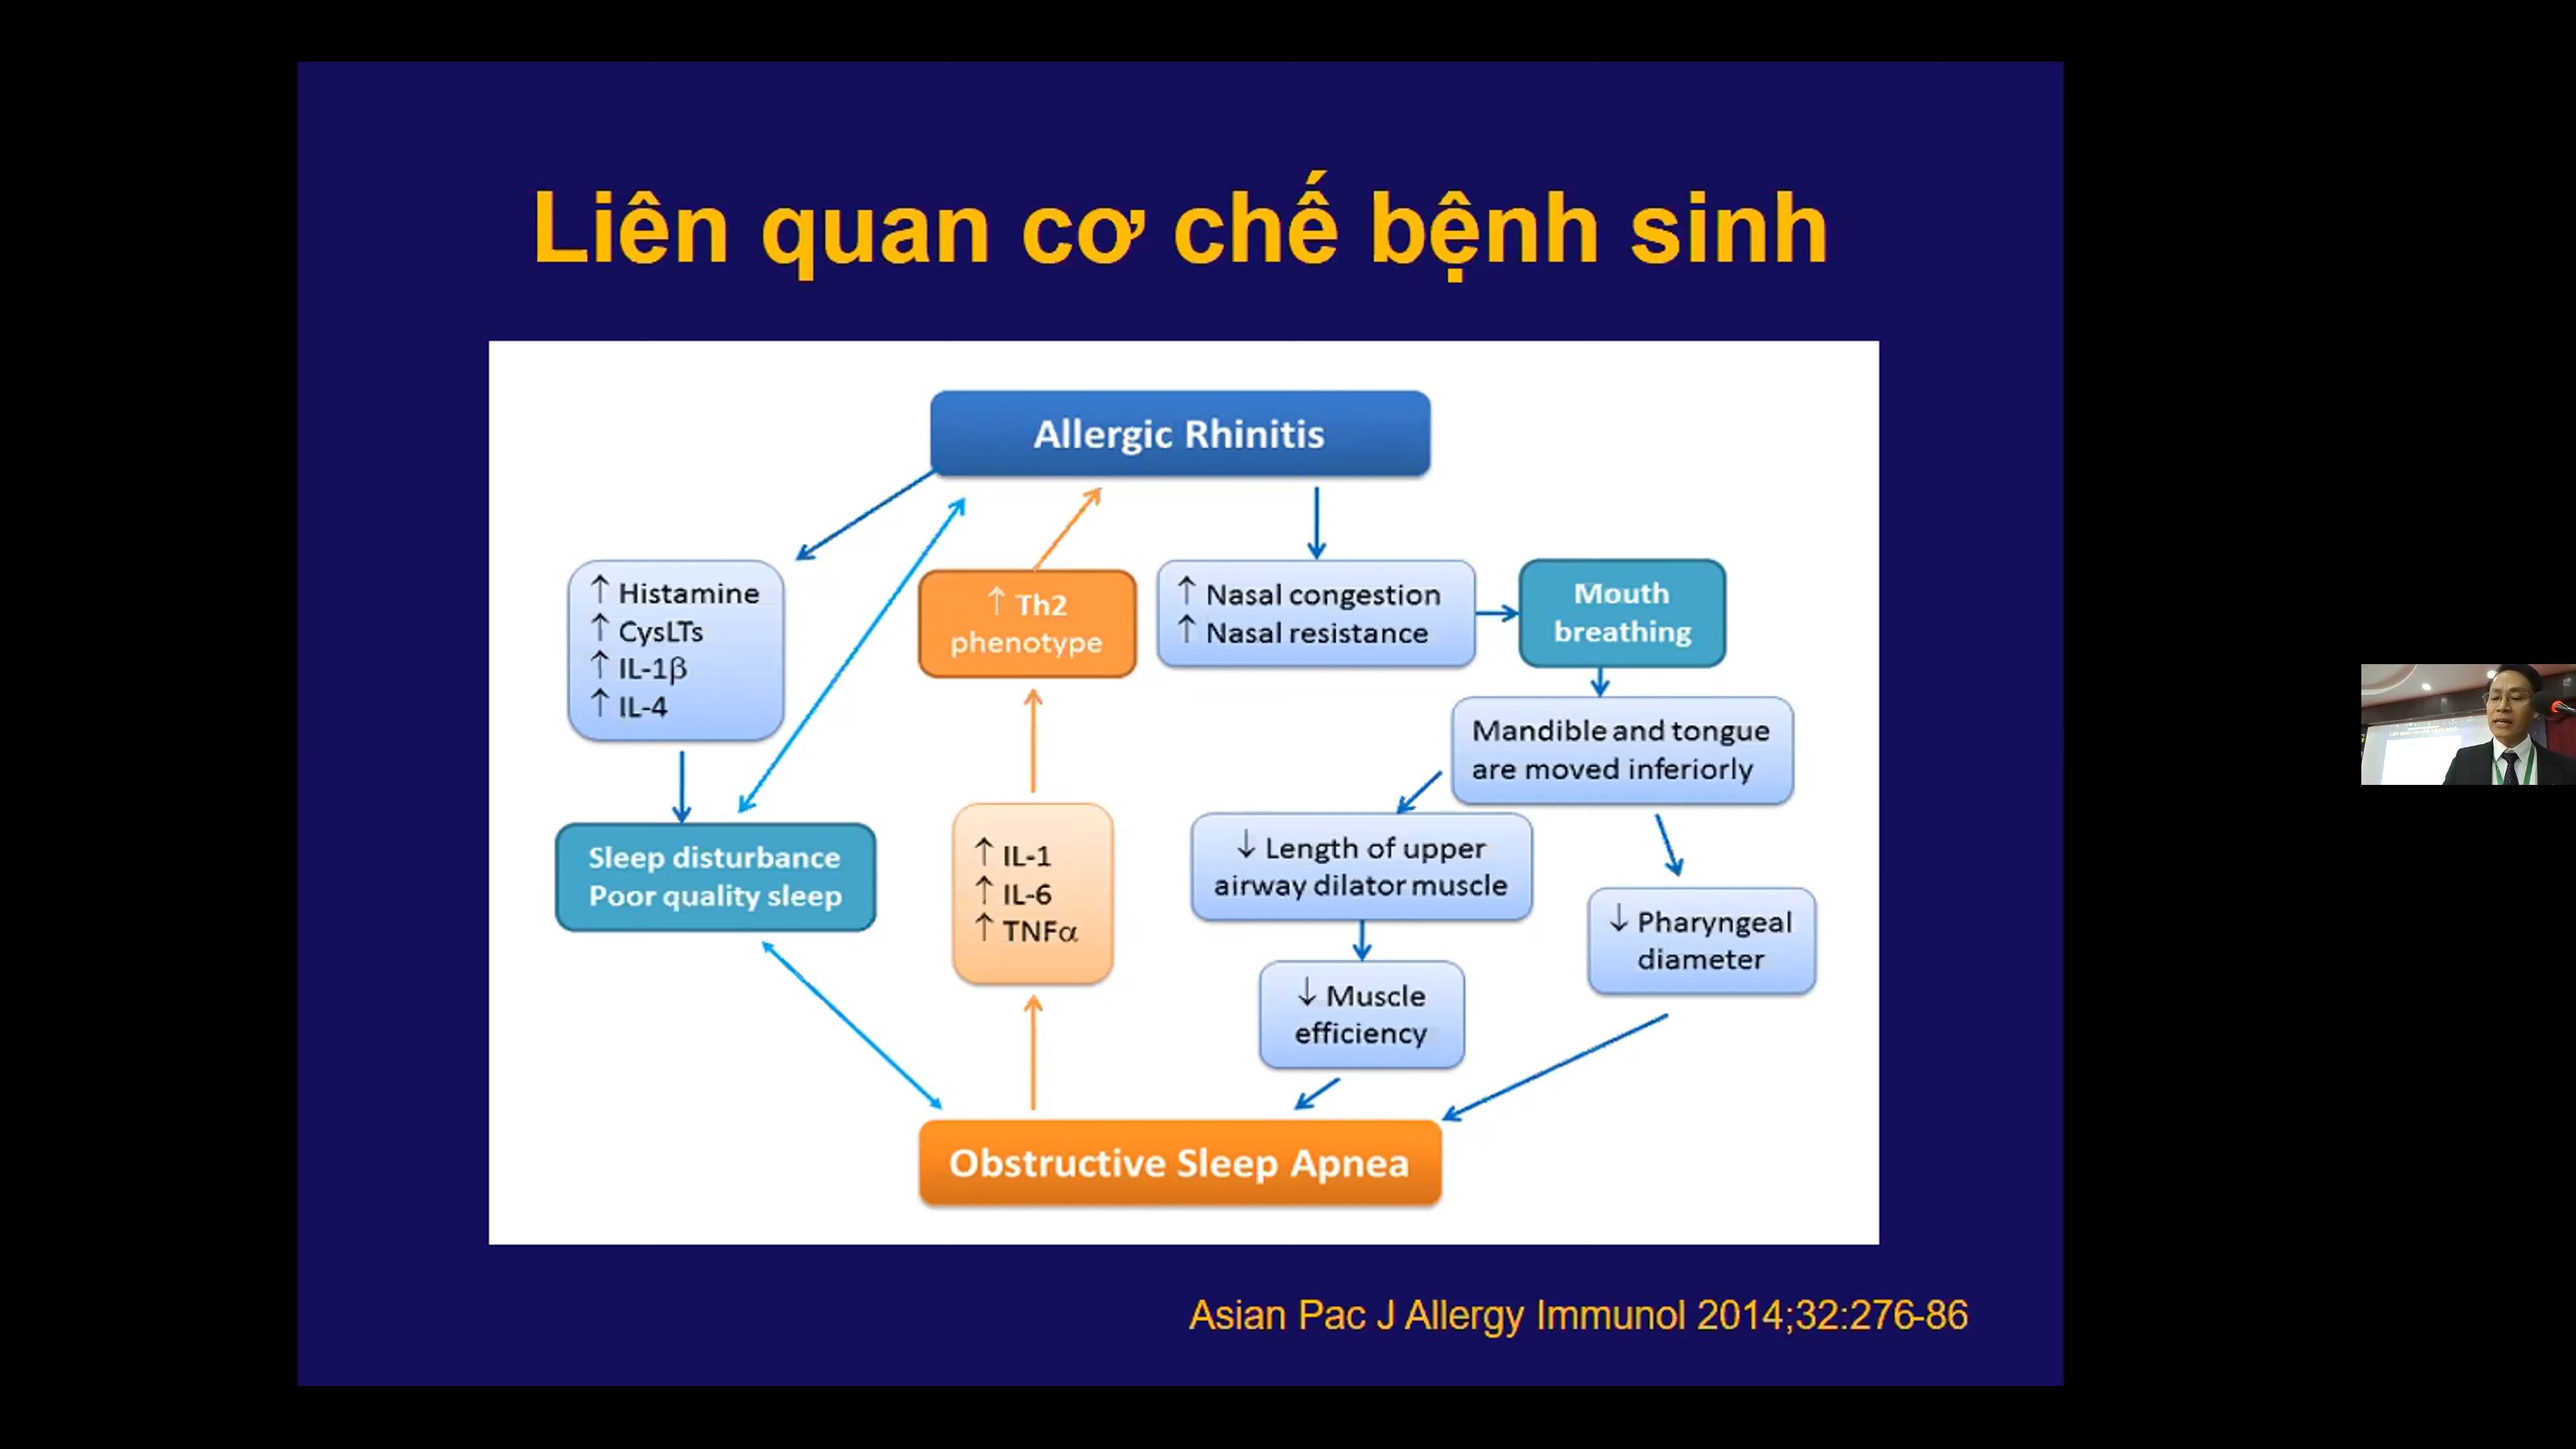 Liên quan cơ chế bệnh sinh
Allergic Rhinitis
↑ Histamine
↑ CysLTs
↑ IL-1β
↑ IL-4
↑ Th2
phenotype
↑ Nasal congestion
↑ Nasal resistance
Mouth
breathing
Mandible and tongue
are moved inferiorly
Sleep disturbance
Poor quality sleep
↑ IL-1
↑ IL-6
↑ TNFα
↓ Length of upper
airway dilator muscle
↓ Pharyngeal
diameter
↓ Muscle
efficiency
Obstructive Sleep Apnea
Asian Pac J Allergy Immunol 2014;32:276-86